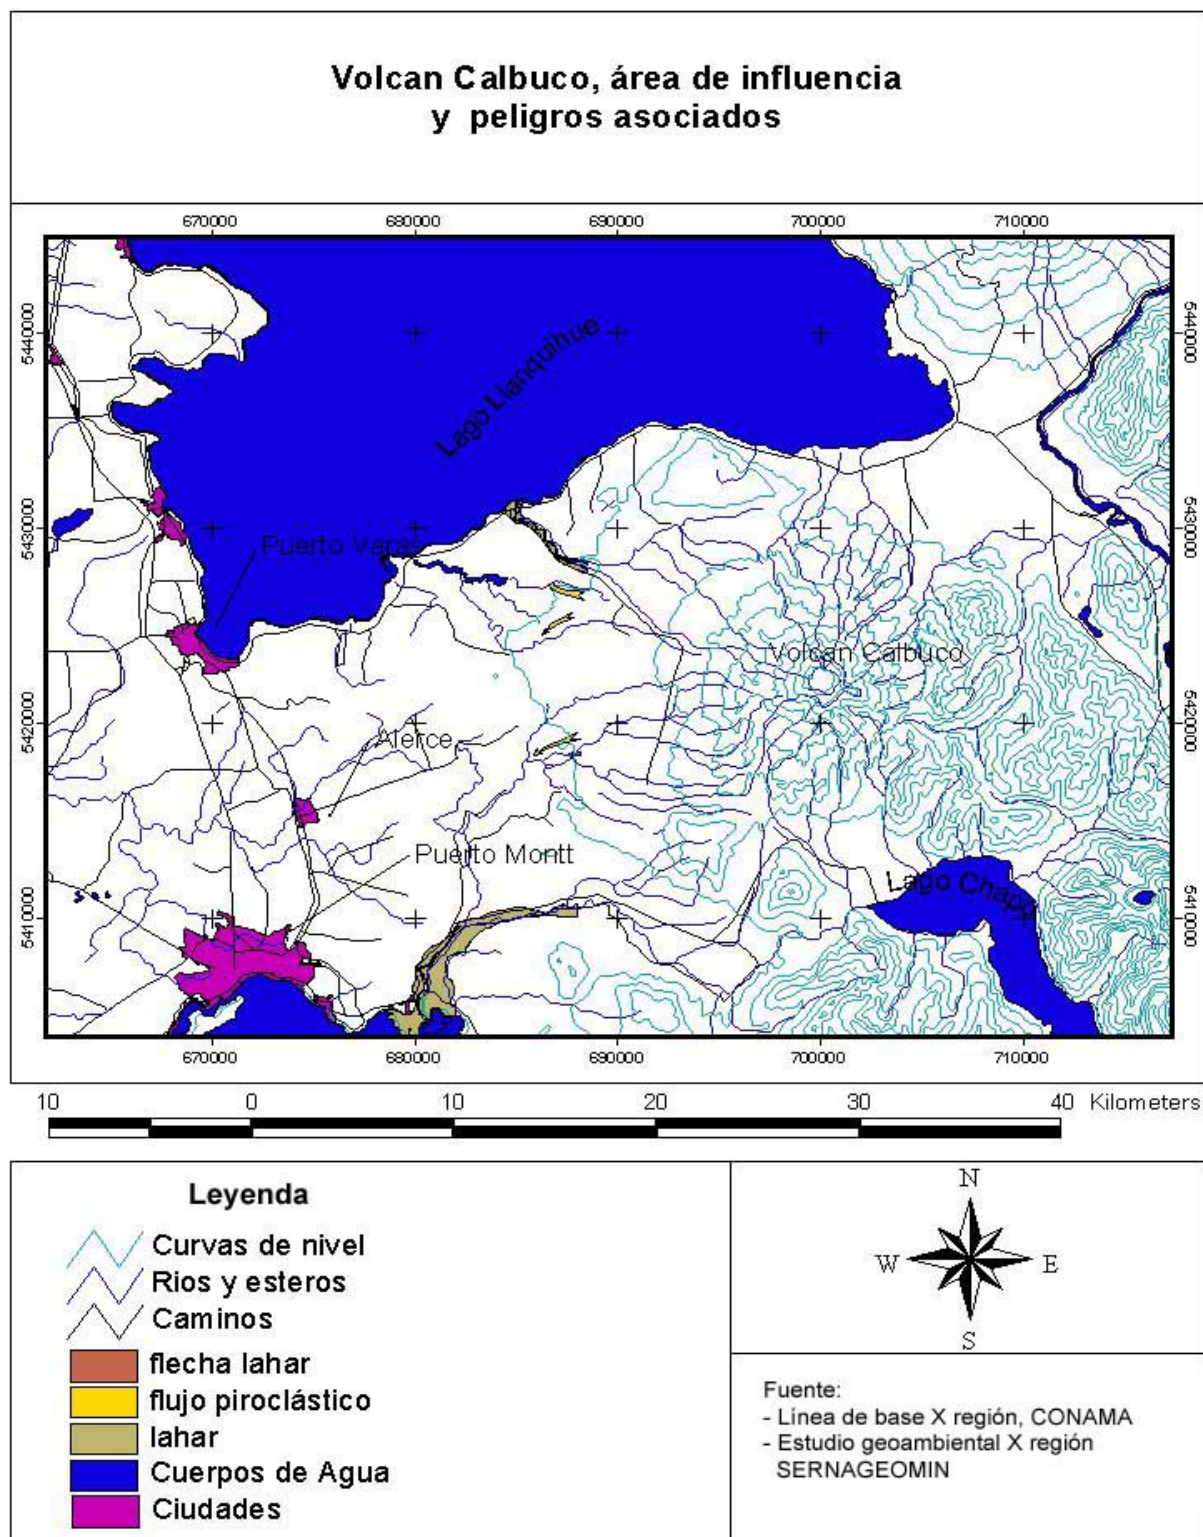 Volcan Calbuco, área de influencia
y peligros asociados
670000 680000 690000 700000 710000
5440000 5440000
Lago Llanquihue
5430000 5430000
Puerto Varas
Volcan Calbuco
5420000 5420000
Alerce
Puerto Montt
Lago Chapo
5410000 5410000
670000 680000 690000 700000 710000
10 0 10 20 30 40 Kilometers
Leyenda
Curvas de nivel
Rios y esteros
Caminos
flecha lahar
flujo piroclástico
lahar
Cuerpos de Agua
Ciudades
N
W E
S
Fuente:
- Línea de base X región, CONAMA
- Estudio geoambiental X región
SERNAGEOMIN